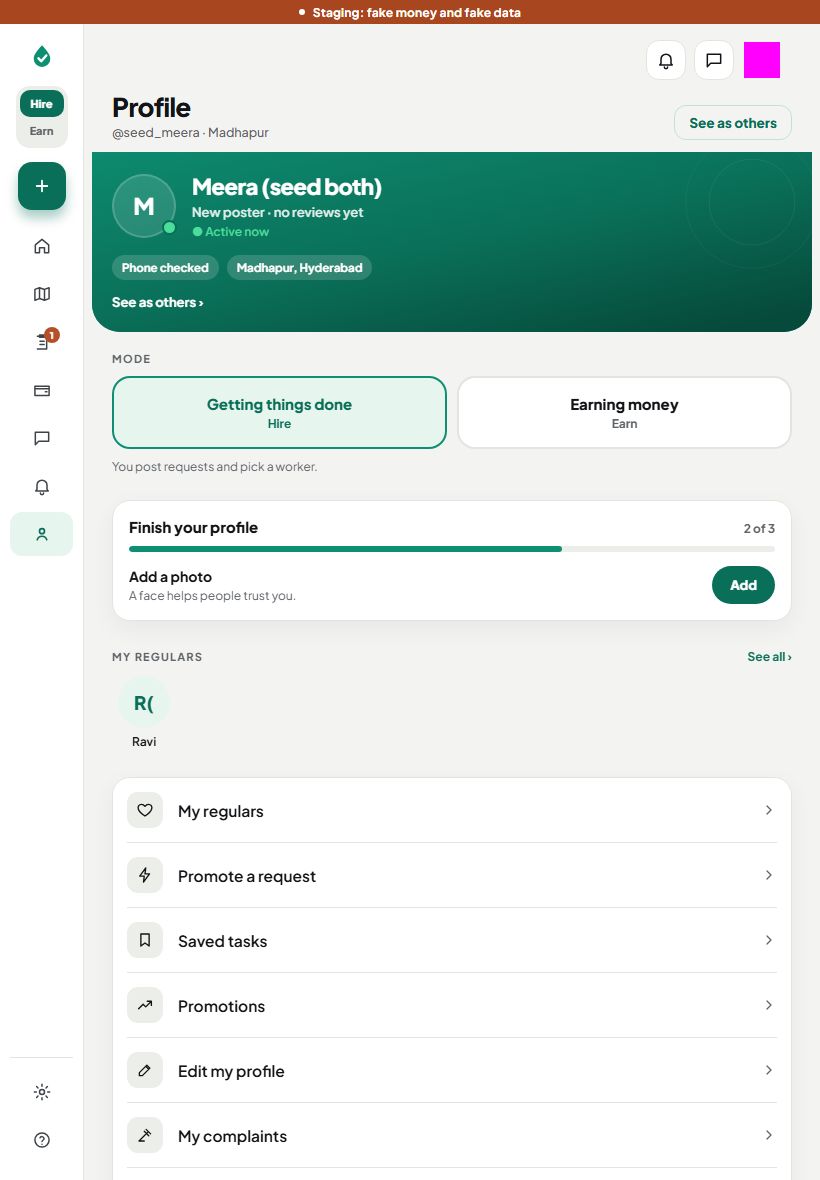 Staging: fake money and fake data
Hire
Earn
Profile
@seed_meera · Madhapur
See as others
M
Meera (seed both)
New poster · no reviews yet
Active now
Phone checked
Madhapur, Hyderabad
See as others ›
1
MODE
Getting things done
Hire
Earning money
Earn
You post requests and pick a worker.
Finish your profile
2 of 3
Add a photo
A face helps people trust you.
Add
MY REGULARS
See all ›
R(
Ravi
My regulars
Promote a request
Saved tasks
Promotions
Edit my profile
My complaints